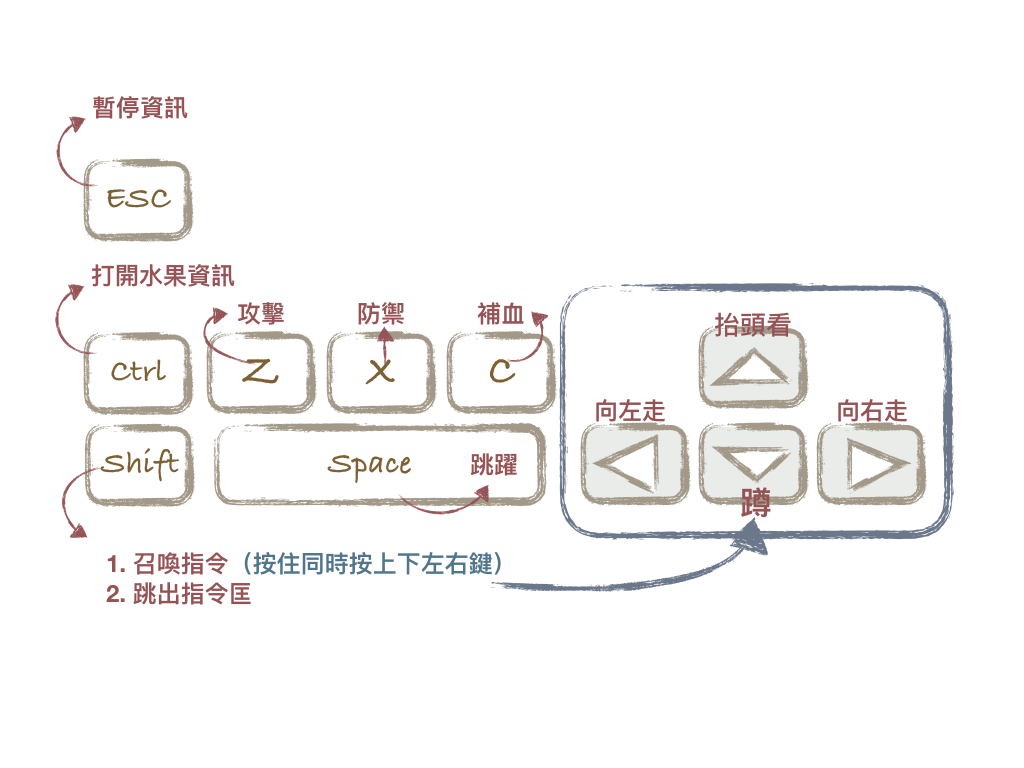 暫停資訊
ESC
打開水果資訊
攻擊
防禦
補血
抬頭看
Ctrl
Z
X
C
向左走
向右走
Shift
Space
跳躍
蹲
1. 召喚指令（按住同時按上下左右鍵）
2. 跳出指令匡